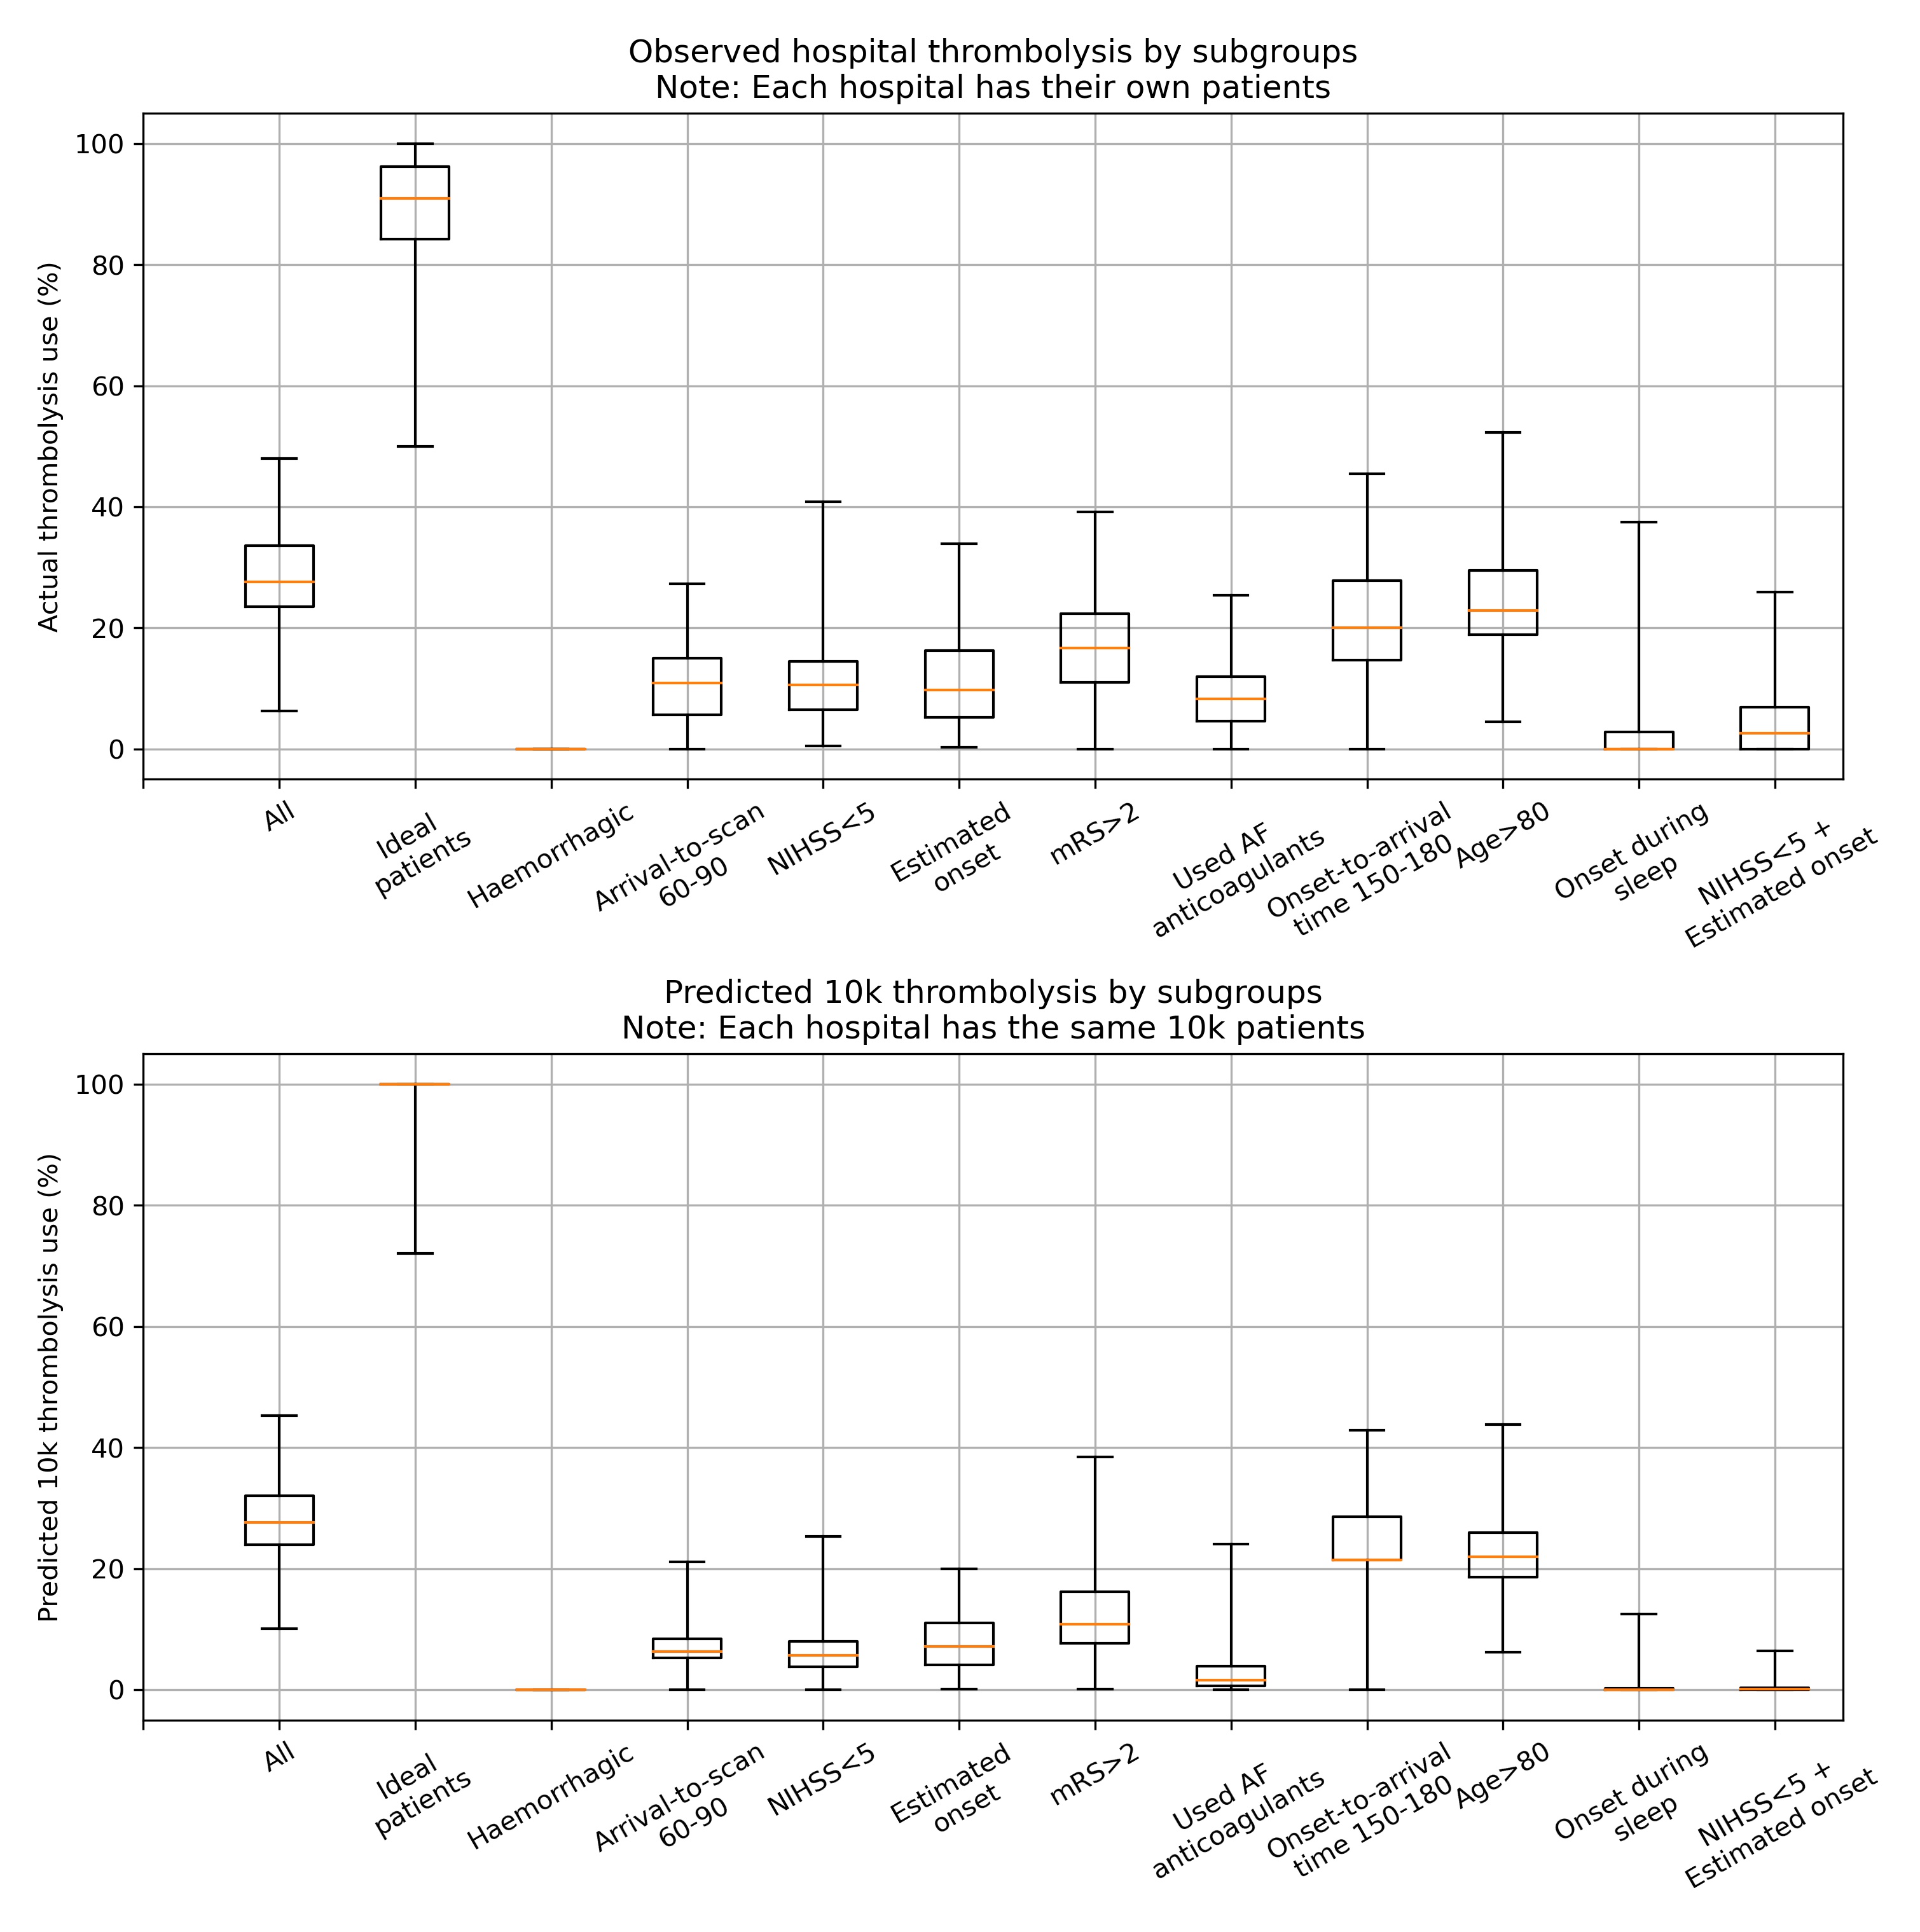 Observed hospital thrombolysis by subgroups
Note: Each hospital has their own patients
Actual thrombolysis use (%)
100
80
60
40
20
0
All
Ideal
patients
Haemorrhagic
Arrival-to-scan
60-90
NIHSS<5
Estimated
onset
mRS>2
Used AF
anticoagulants
Onset-to-arrival
time 150-180
Age>80
Onset during
sleep
NIHSS<5 +
Estimated onset
Predicted 10k thrombolysis by subgroups
Note: Each hospital has the same 10k patients
Predicted 10k thrombolysis use (%)
100
80
60
40
20
0
All
Ideal
patients
Haemorrhagic
Arrival-to-scan
60-90
NIHSS<5
Estimated
onset
mRS>2
Used AF
anticoagulants
Onset-to-arrival
time 150-180
Age>80
Onset during
sleep
NIHSS<5 +
Estimated onset